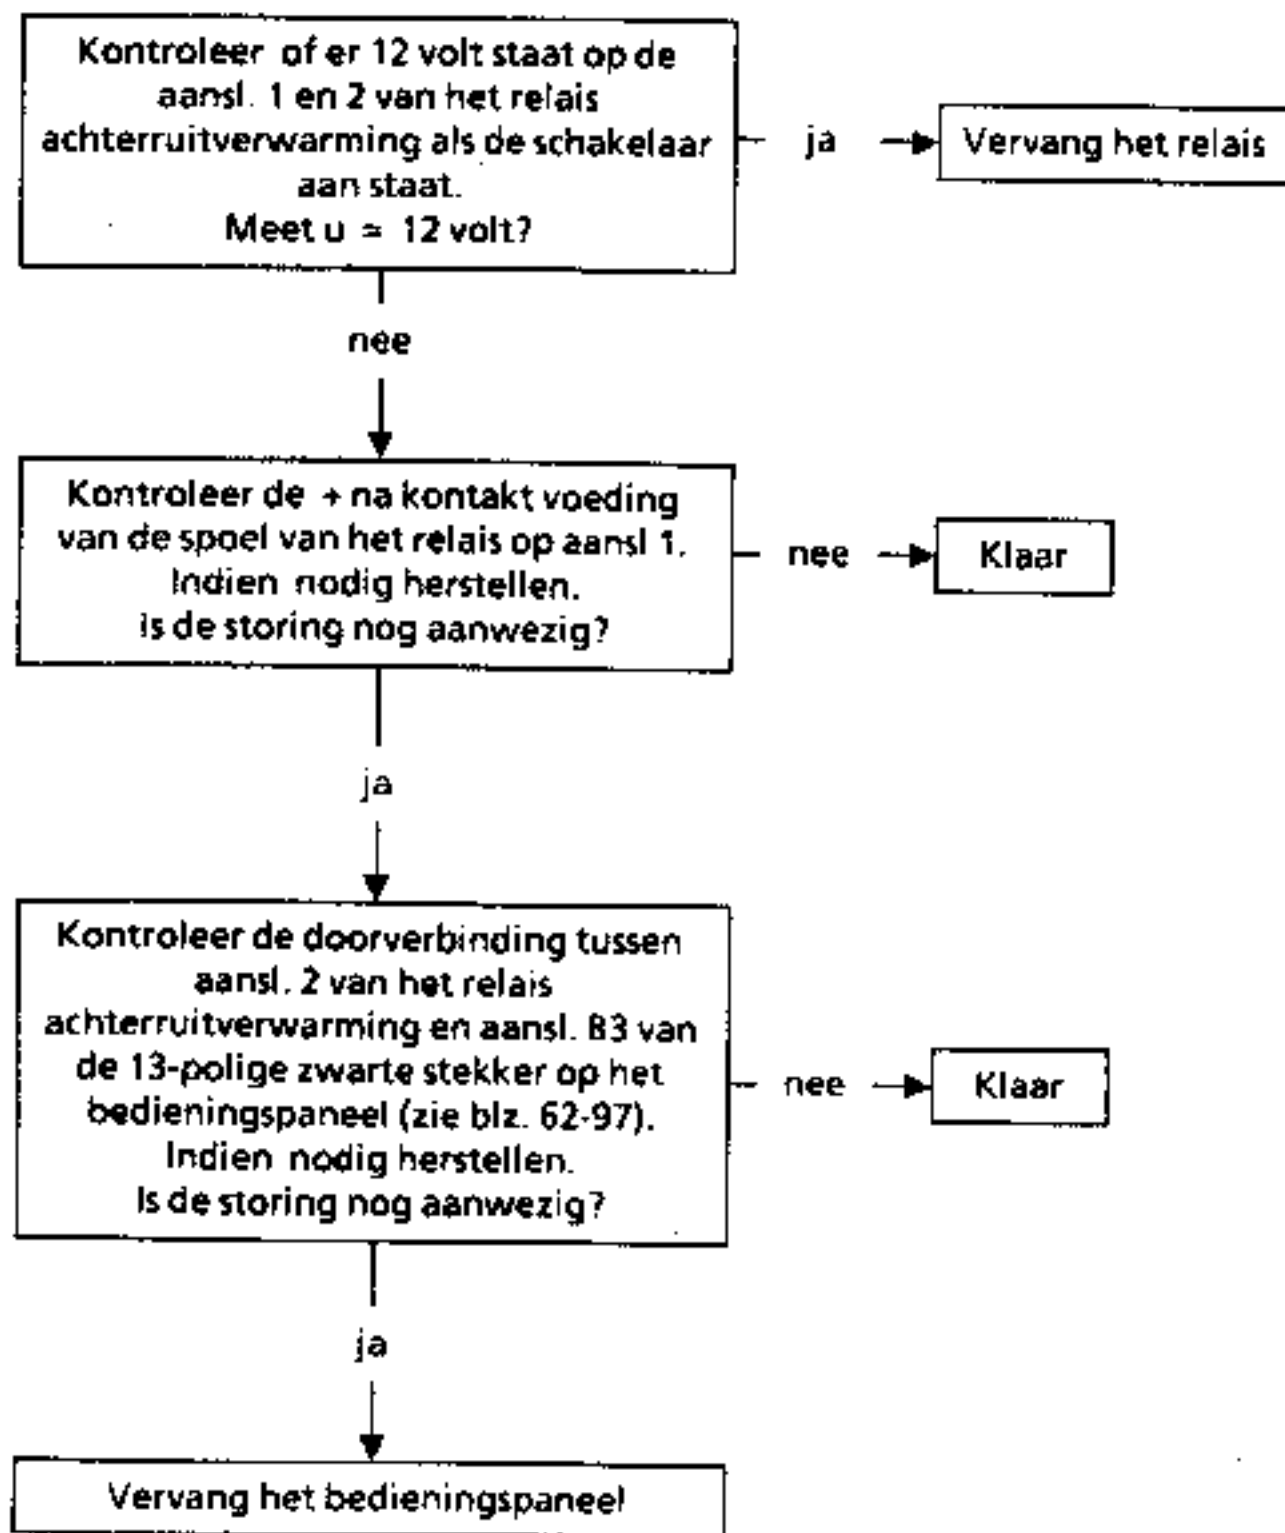 Kontroleer of er 12 volt staat op de
aansl. 1 en 2 van het relais
achterruitverwarming als de schakelaar
aan staat.
Meet u = 12 volt?
ja
Vervang het relais
nee
Kontroleer de + na kontakt voeding
van de spoel van het relais op aansl 1.
Indien nodig herstellen.
Is de storing nog aanwezig?
nee
Klaar
ja
Kontroleer de doorverbinding tussen
aansl. 2 van het relais
achterruitverwarming en aansl. B3 van
de 13-polige zwarte stekker op het
bedieningspaneel (zie blz. 62-97).
Indien nodig herstellen.
Is de storing nog aanwezig?
nee
Klaar
ja
Vervang het bedieningspaneel